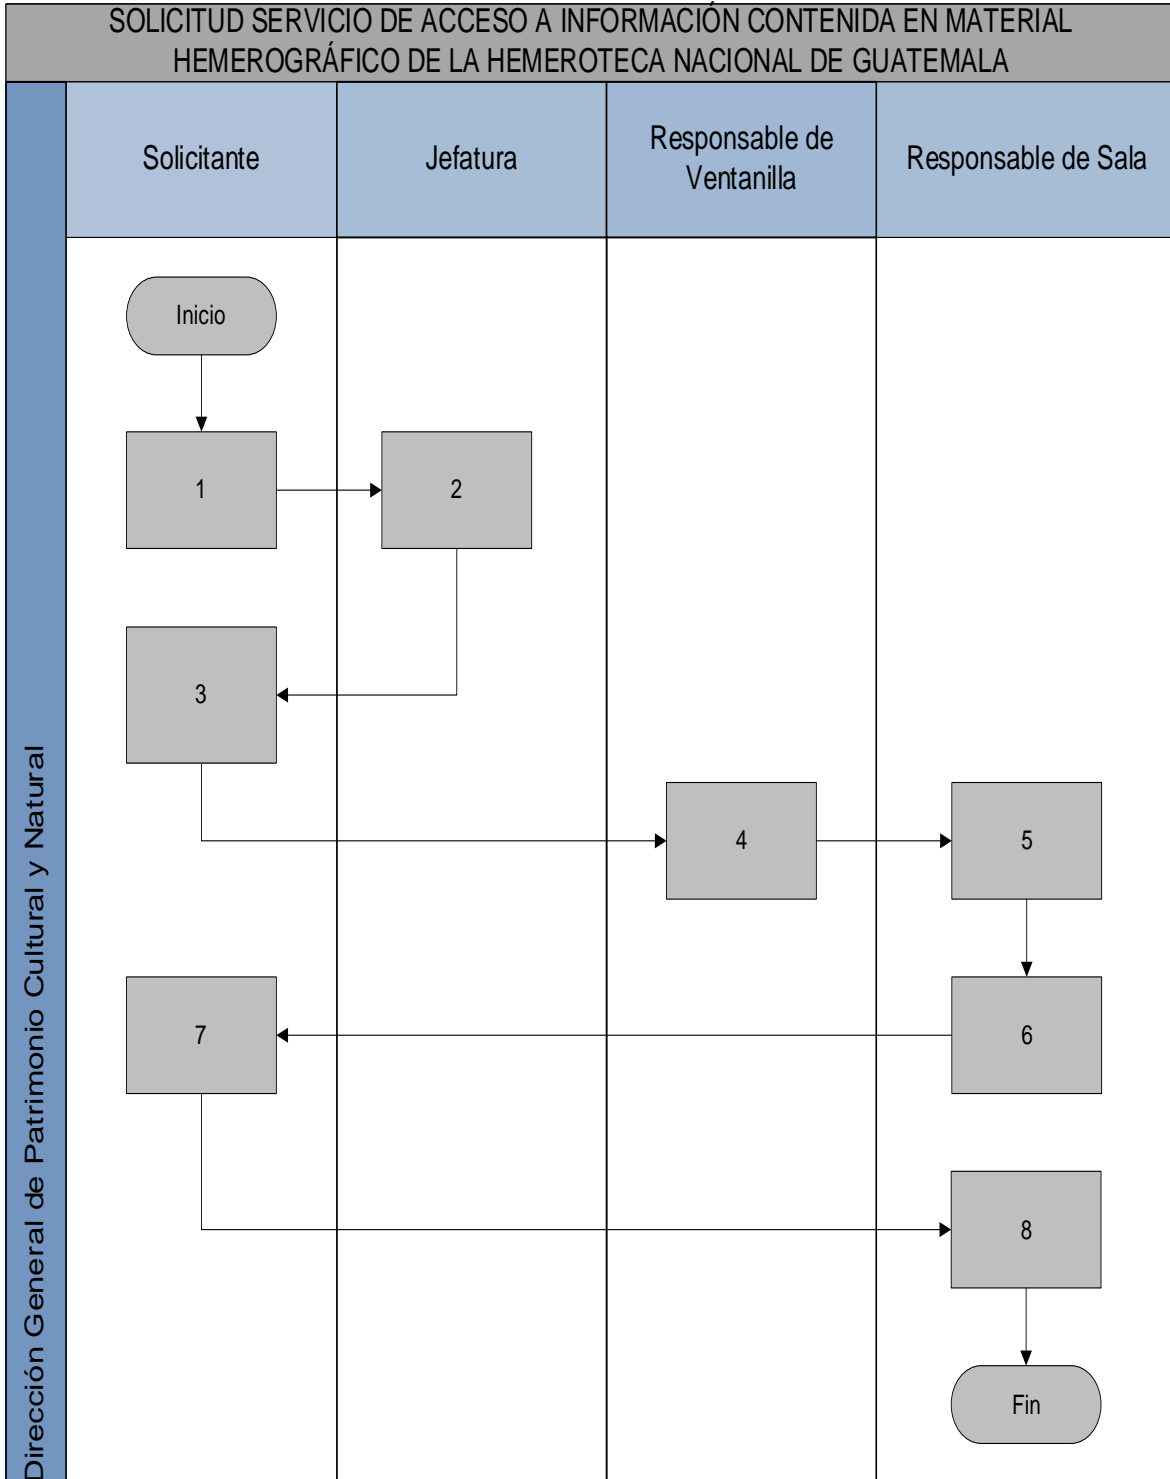 SOLICITUD SERVICIO DE ACCESO A INFORMACIÓN CONTENIDA EN MATERIAL
HEMEROGRÁFICO DE LA HEMEROTECA NACIONAL DE GUATEMALA
Solicitante
Jefatura
Responsable de
Ventanilla
Responsable de Sala
Dirección General de Patrimonio Cultural y Natural
Inicio
1
2
3
4
5
7
6
8
Fin